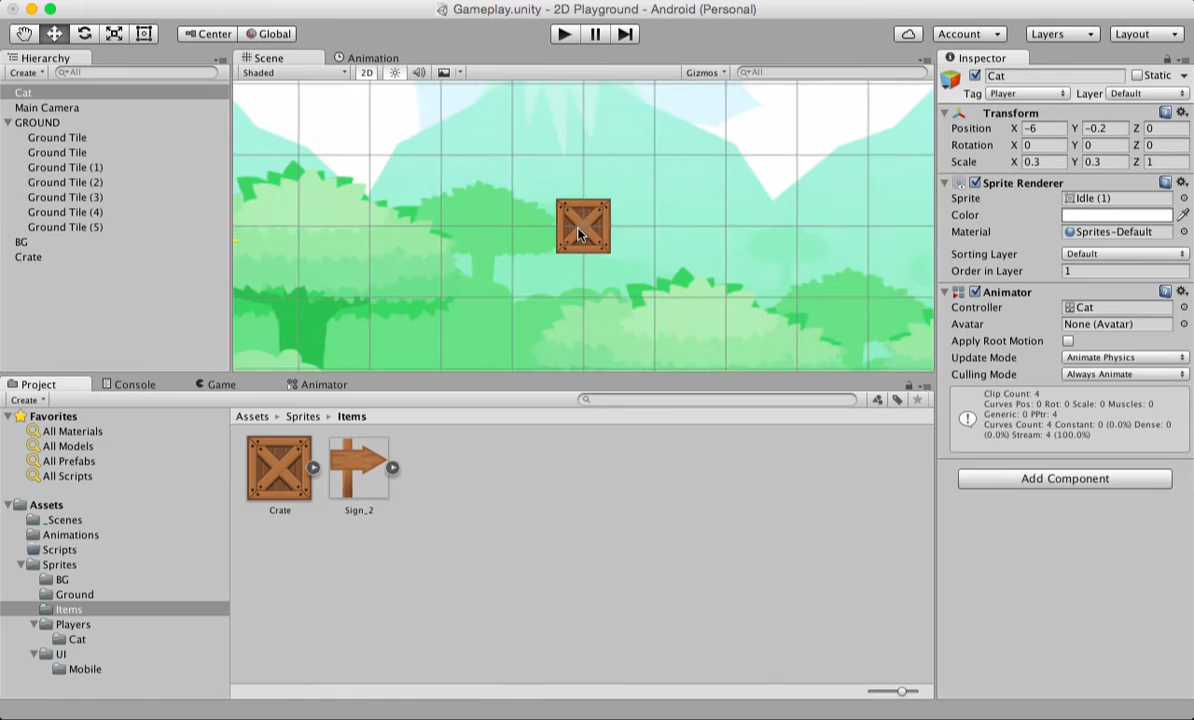 Gameplay.unity - 2D Playground - Android (Personal)
Center Global Account Layers Layout
Hierarchy
Create All
Cat
Main Camera
GROUND
Ground Tile
Ground Tile
Ground Tile (1)
Ground Tile (2)
Ground Tile (3)
Ground Tile (4)
Ground Tile (5)
BG
Crate
Scene Animation
Shaded 2D Gizmos All
Inspector
Cat Static
Tag Player Layer Default
Transform
Position X -6 Y -0.2 Z 0
Rotation X 0 Y 0 Z 0
Scale X 0.3 Y 0.3 Z 1
Sprite Renderer
Sprite Idle (1)
Color
Material Sprites-Default
Sorting Layer Default
Order in Layer 1
Animator
Controller Cat
Avatar None (Avatar)
Apply Root Motion
Update Mode Animate Physics
Culling Mode Always Animate
Clip Count: 4
Curves Pos: 0 Rot: 0 Scale: 0 Muscles: 0
Generic: 0 PPtr: 4
Curves Count: 4 Constant: 0 (0.0%) Dense: 0
(0.0%) Stream: 4 (100.0%)
Add Component
Project Console Game Animator
Create
Favorites
All Materials
All Models
All Prefabs
All Scripts
Assets
_Scenes
Animations
Scripts
Sprites
BG
Ground
Items
Players
Cat
UI
Mobile
Assets Sprites Items
Crate Sign_2